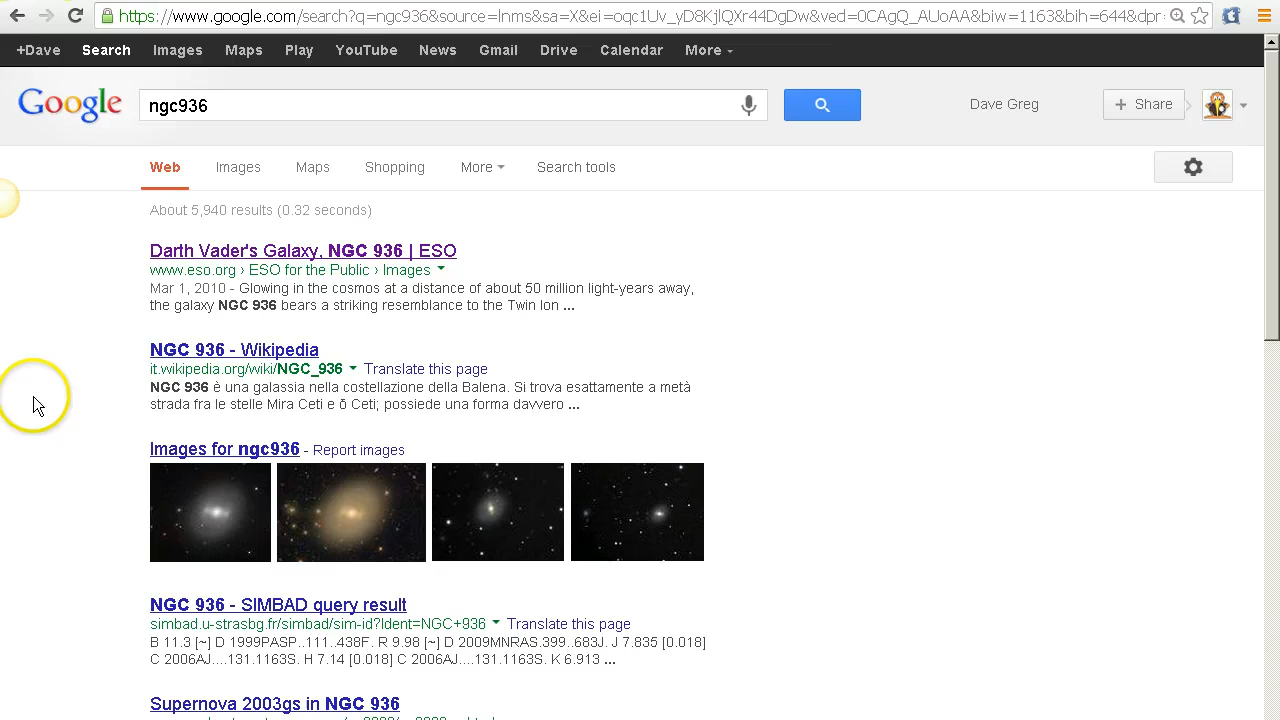 https://www.google.com/search?q=ngc936&source=lnms&sa=X&ei=
+Dave Search Images Maps Play YouTube News Gmail Drive Calendar More
Google ngc936 Dave Greg + Share
Web Images Maps Shopping More Search tools
About 5,940 results (0.32 seconds)
Darth Vader's Galaxy, NGC 936 | ESO
www.eso.org › ESO for the Public › Images
Mar 1, 2010 - Glowing in the cosmos at a distance of about 50 million light-years away,
the galaxy NGC 936 bears a striking resemblance to the Twin Ion ...
NGC 936 - Wikipedia
it.wikipedia.org/wiki/NGC_936 Translate this page
NGC 936 è una galassia nella costellazione della Balena. Si trova esattamente a metà
strada fra le stelle Mira Ceti e δ Ceti; possiede una forma davvero ...
Images for ngc936 - Report images
NGC 936 - SIMBAD query result
simbad.u-strasbg.fr/simbad/sim-id?Ident=NGC+936 Translate this page
B 11.3 [~] D 1999PASP..111..438F. R 9.98 [~] D 2009MNRAS.399..683J. J 7.835 [0.018]
C 2006AJ....131.1163S. H 7.14 [0.018] C 2006AJ....131.1163S. K 6.913 ...
Supernova 2003gs in NGC 936